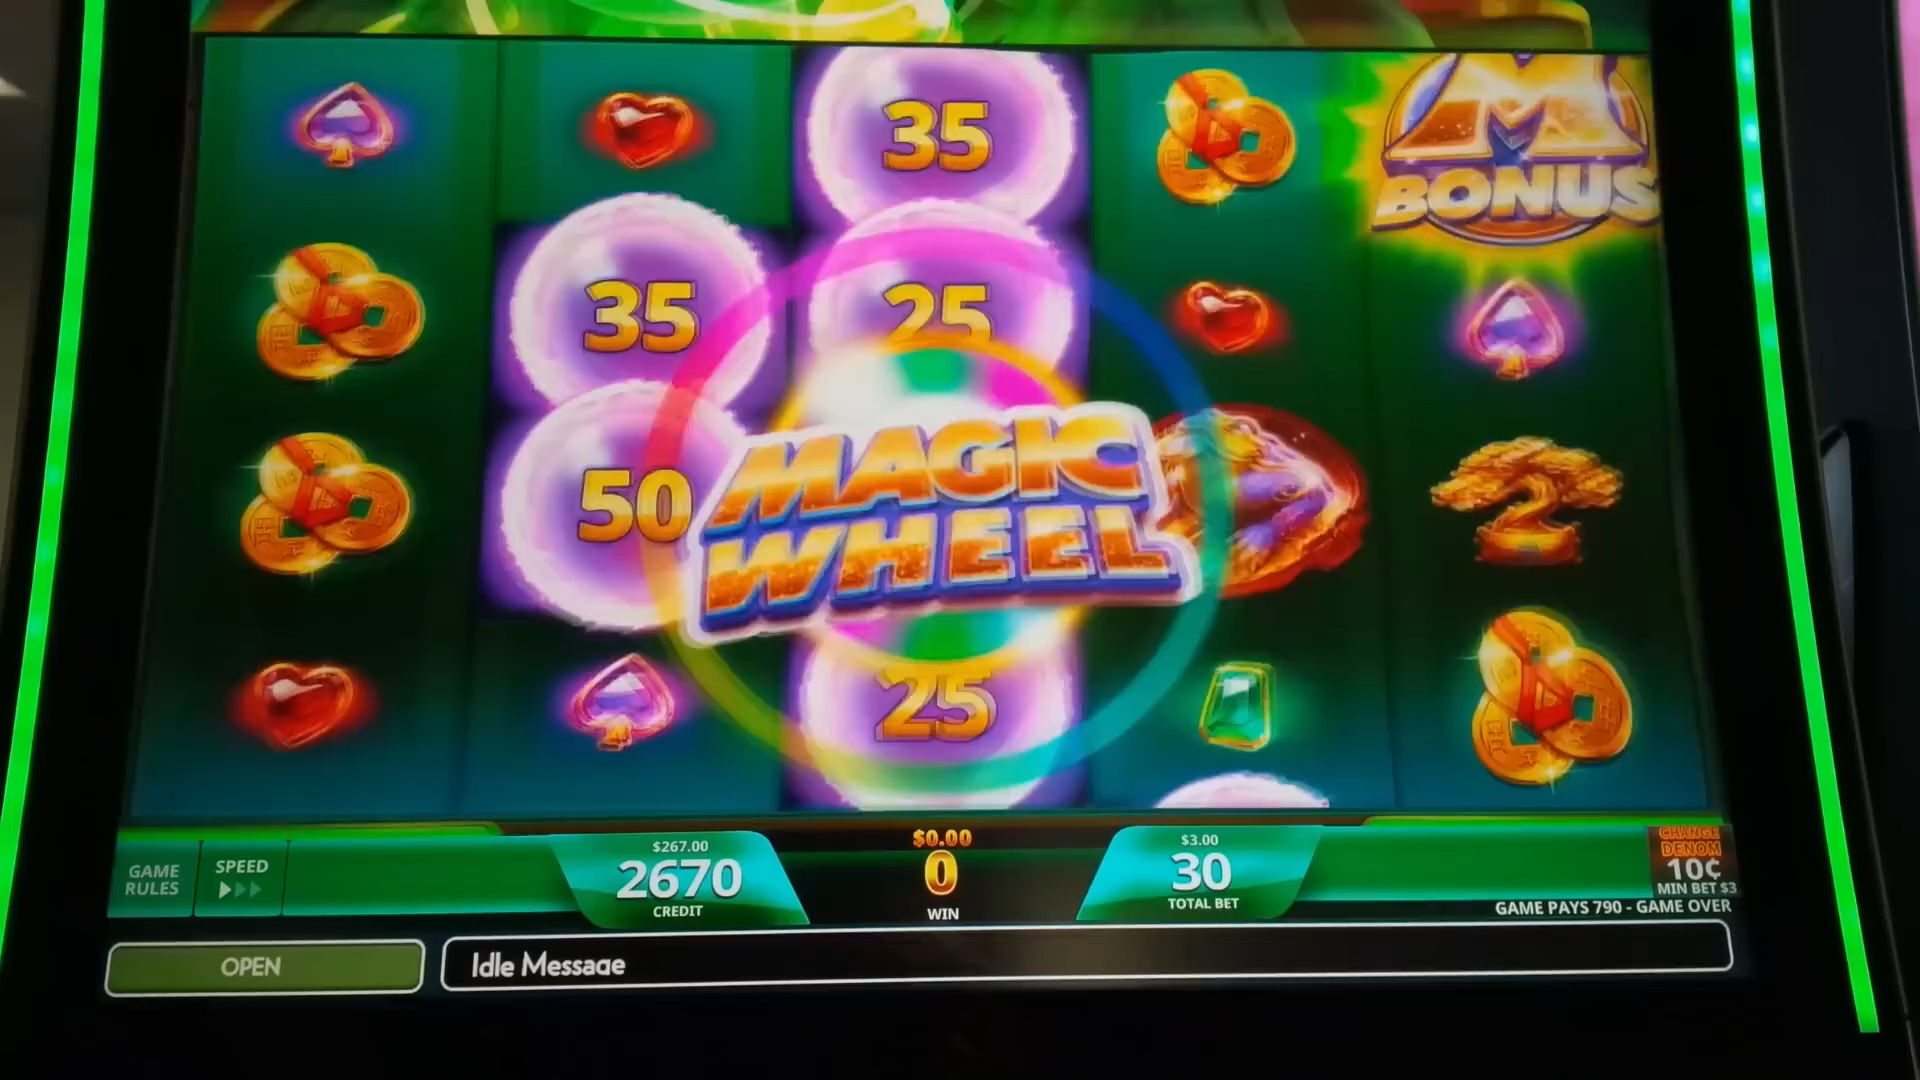 35
M
BONUS
35
25
50
MAGIC
WHEEL
25
GAME
RULES
SPEED
$267.00
2670
CREDIT
$0.00
0
WIN
$3.00
30
TOTAL BET
CHANGE
DENOM
10¢
MIN BET $3
GAME PAYS 790 - GAME OVER
OPEN
Idle Message